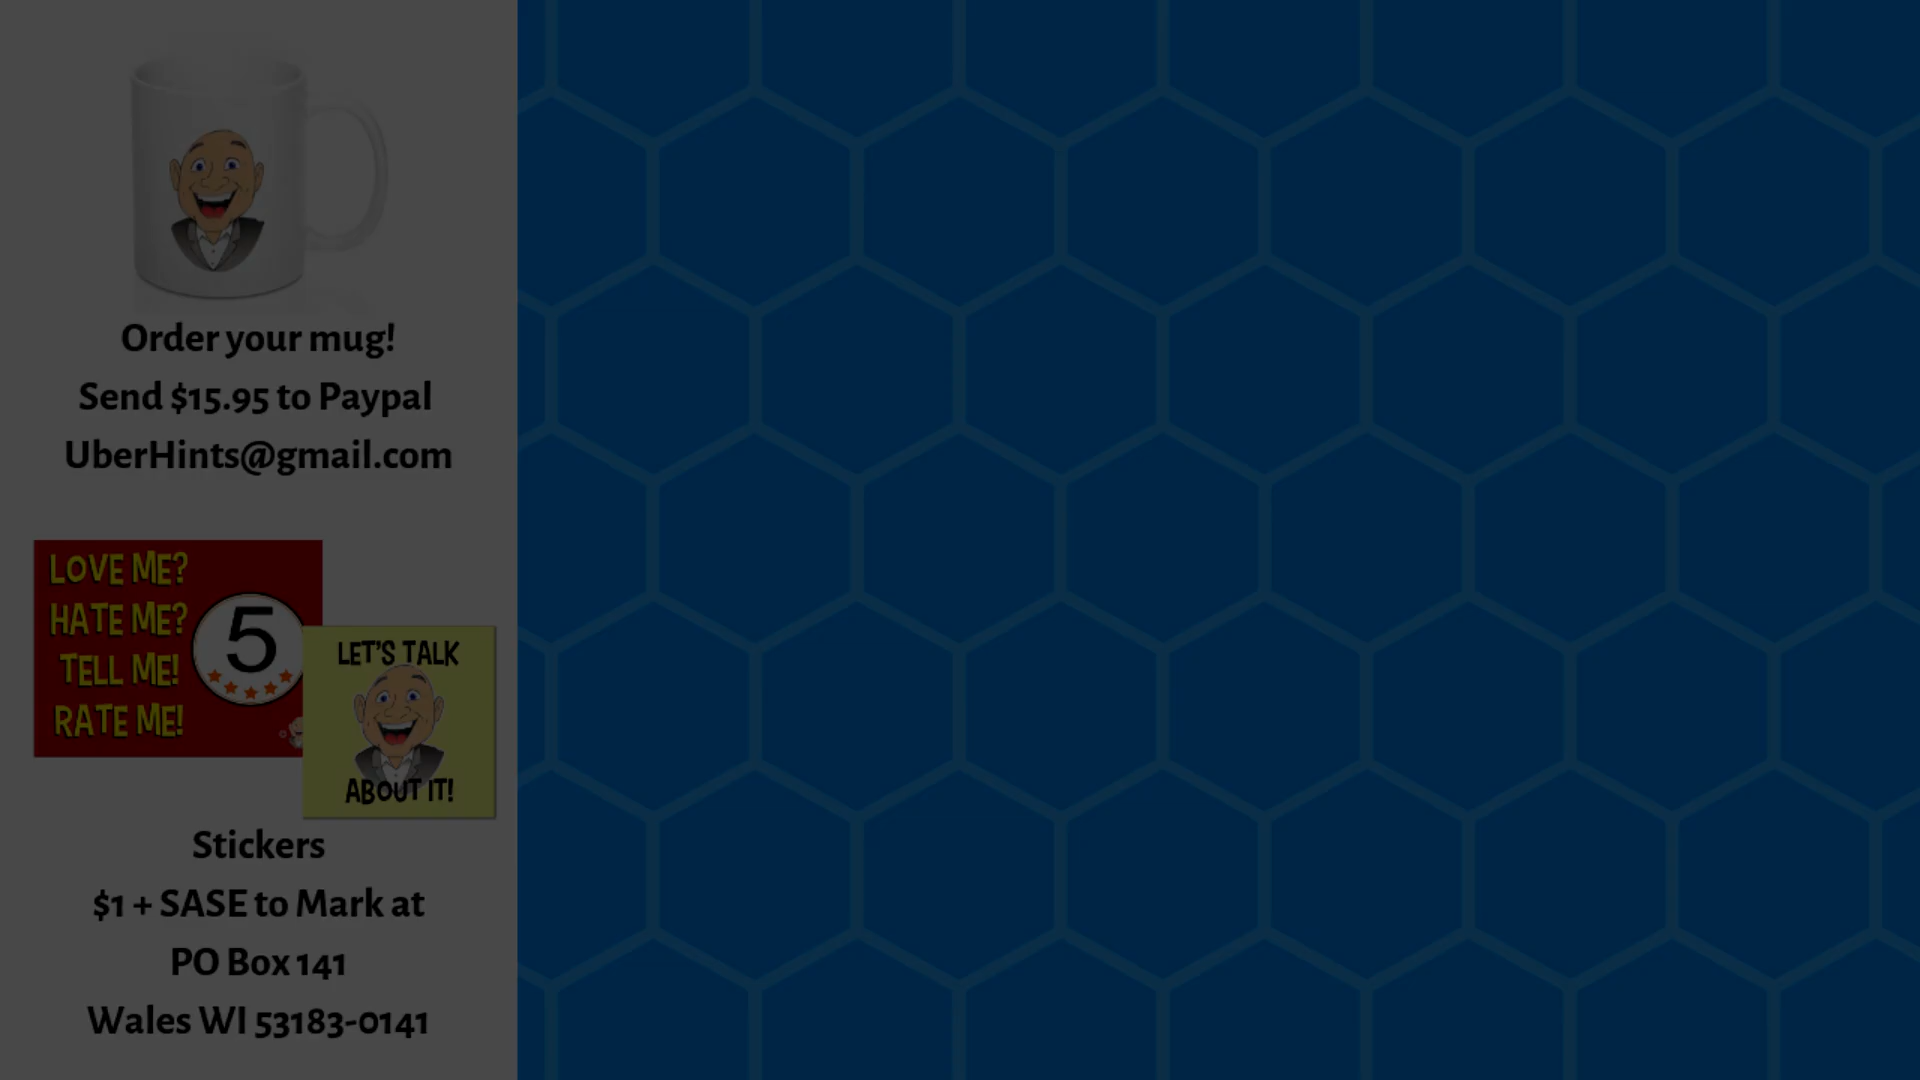 Order your mug!
Send $15.95 to Paypal
UberHints@gmail.com
LOVE ME?
HATE ME?
TELL ME!
RATE ME!
5
LET'S TALK
ABOUT IT!
Stickers
$1 + SASE to Mark at
PO Box 141
Wales WI 53183-0141